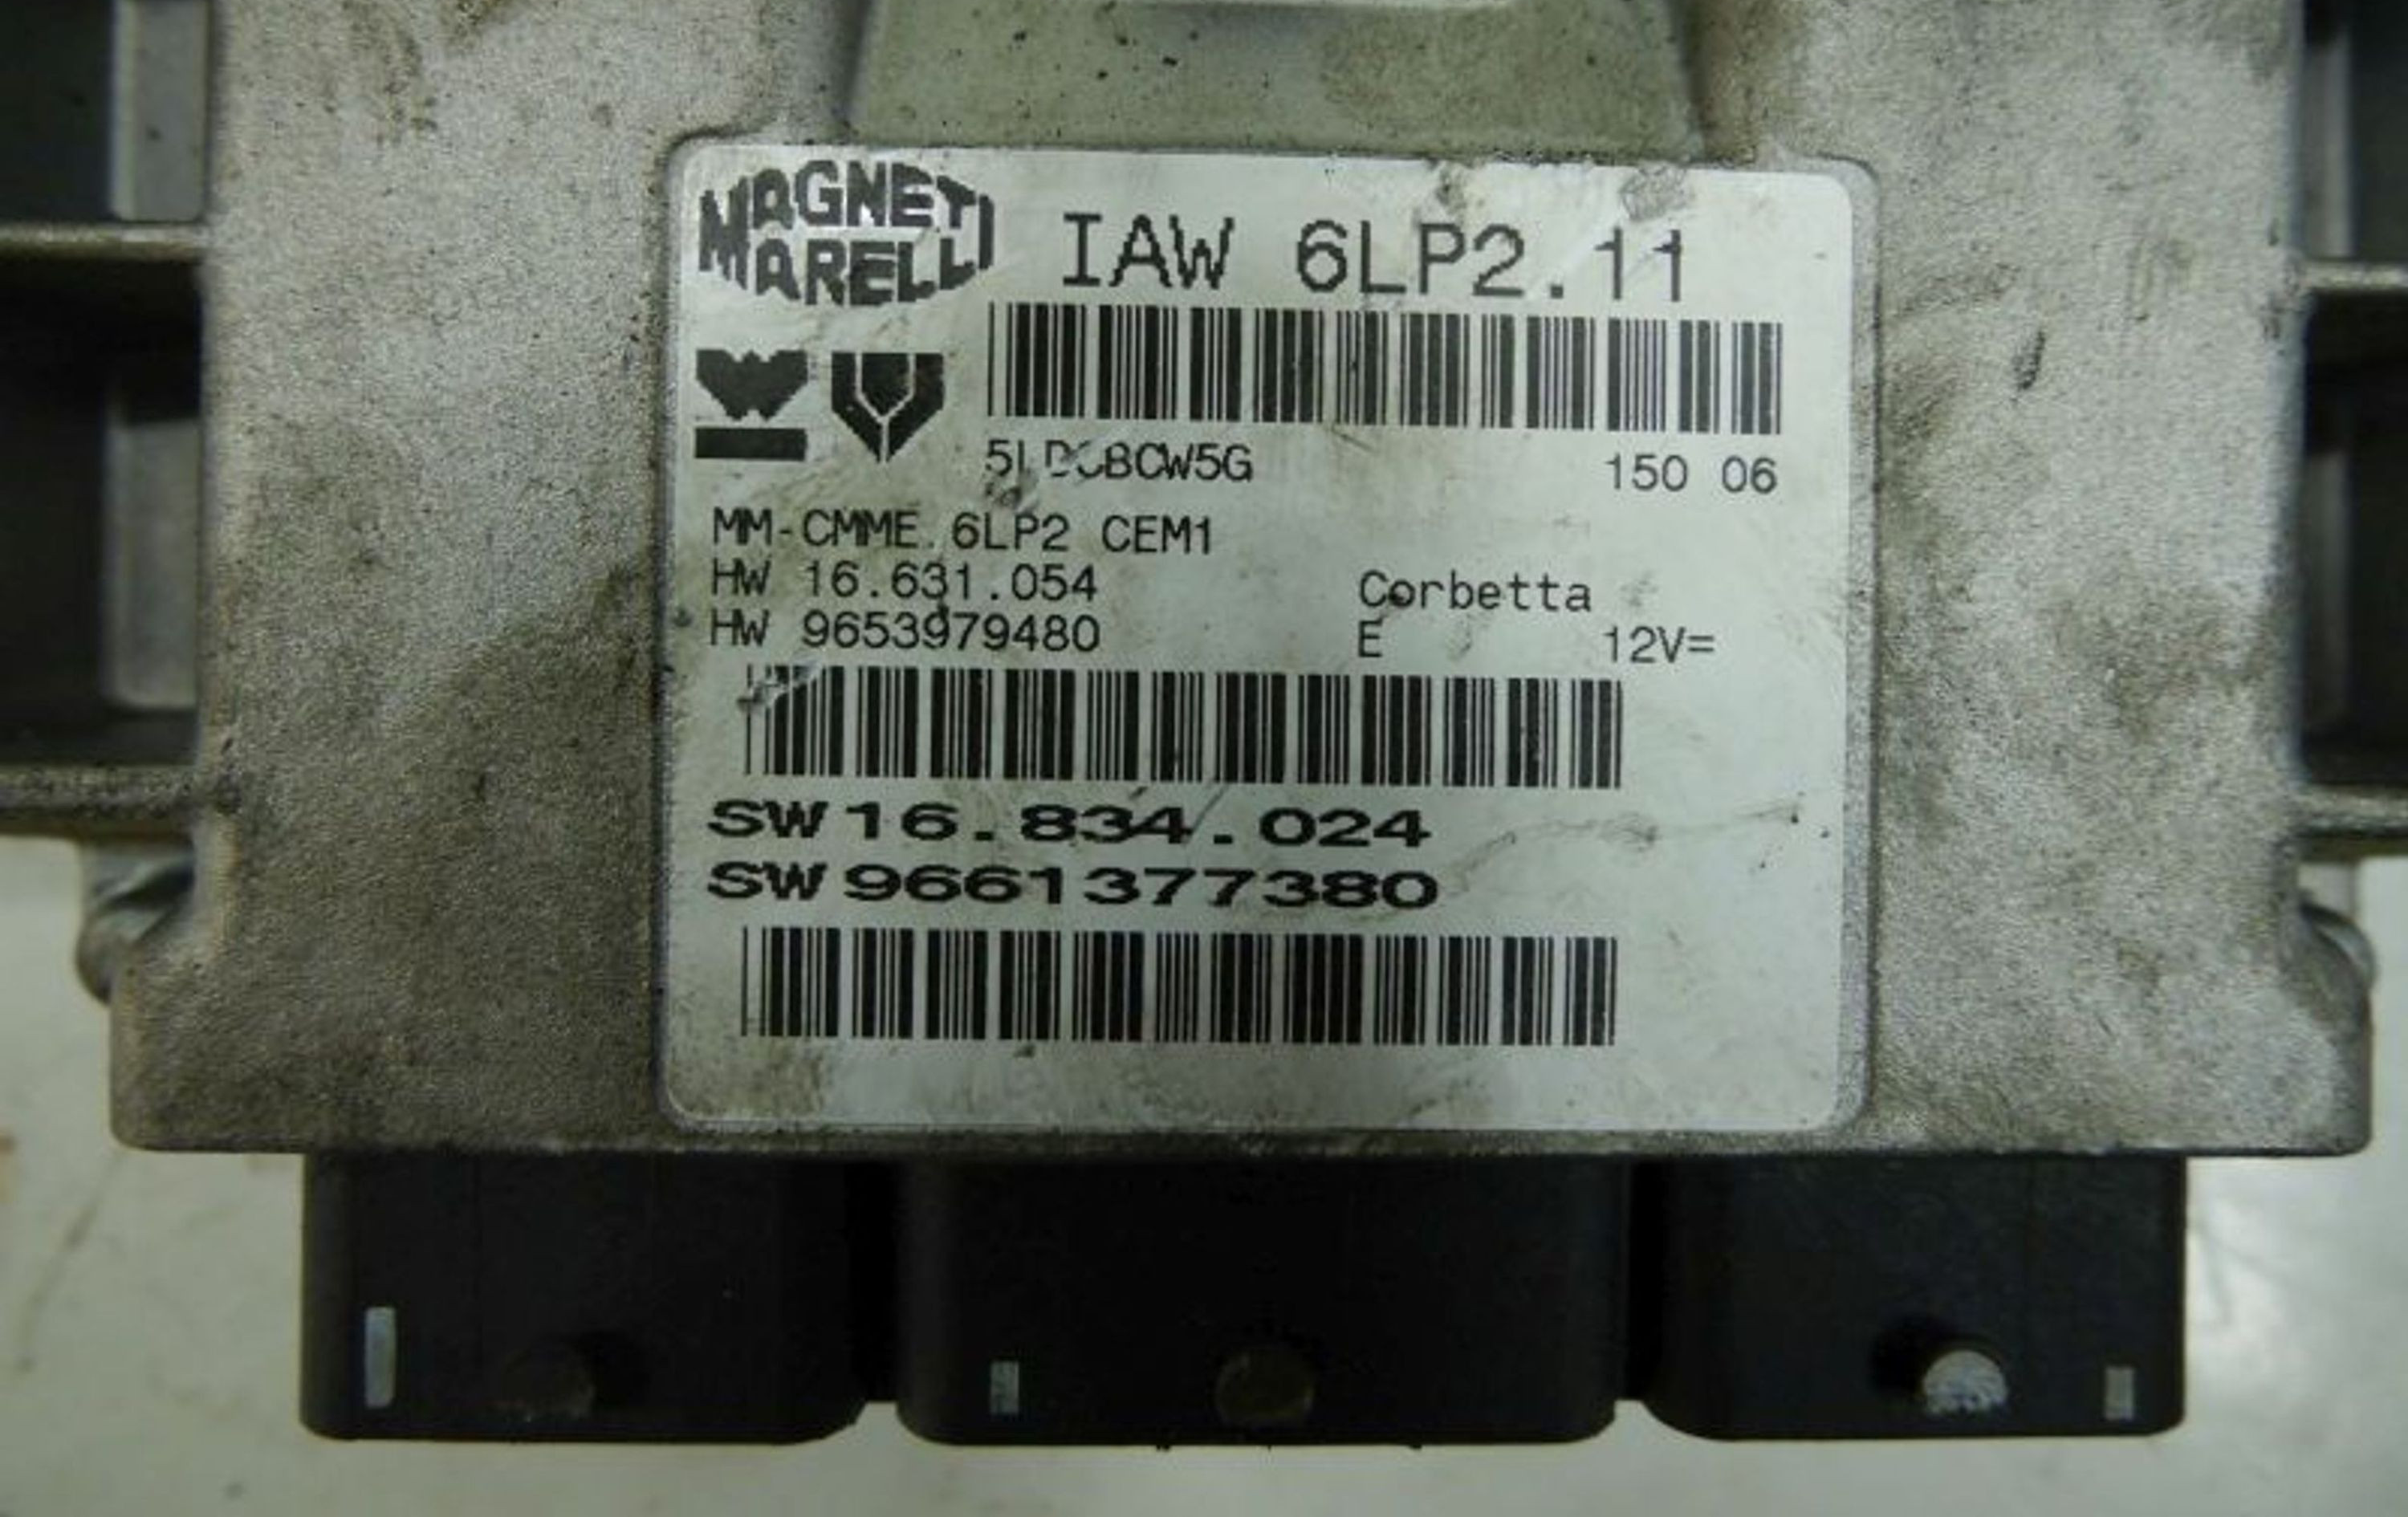 MAGNETI
MARELLI
IAW 6LP2.11
150 06
MM-CMME 6LP2 CEM1
HW 16.631.054
Corbetta
HW 9653979480
E
12V=
SW 16.834.024
SW 9661377380